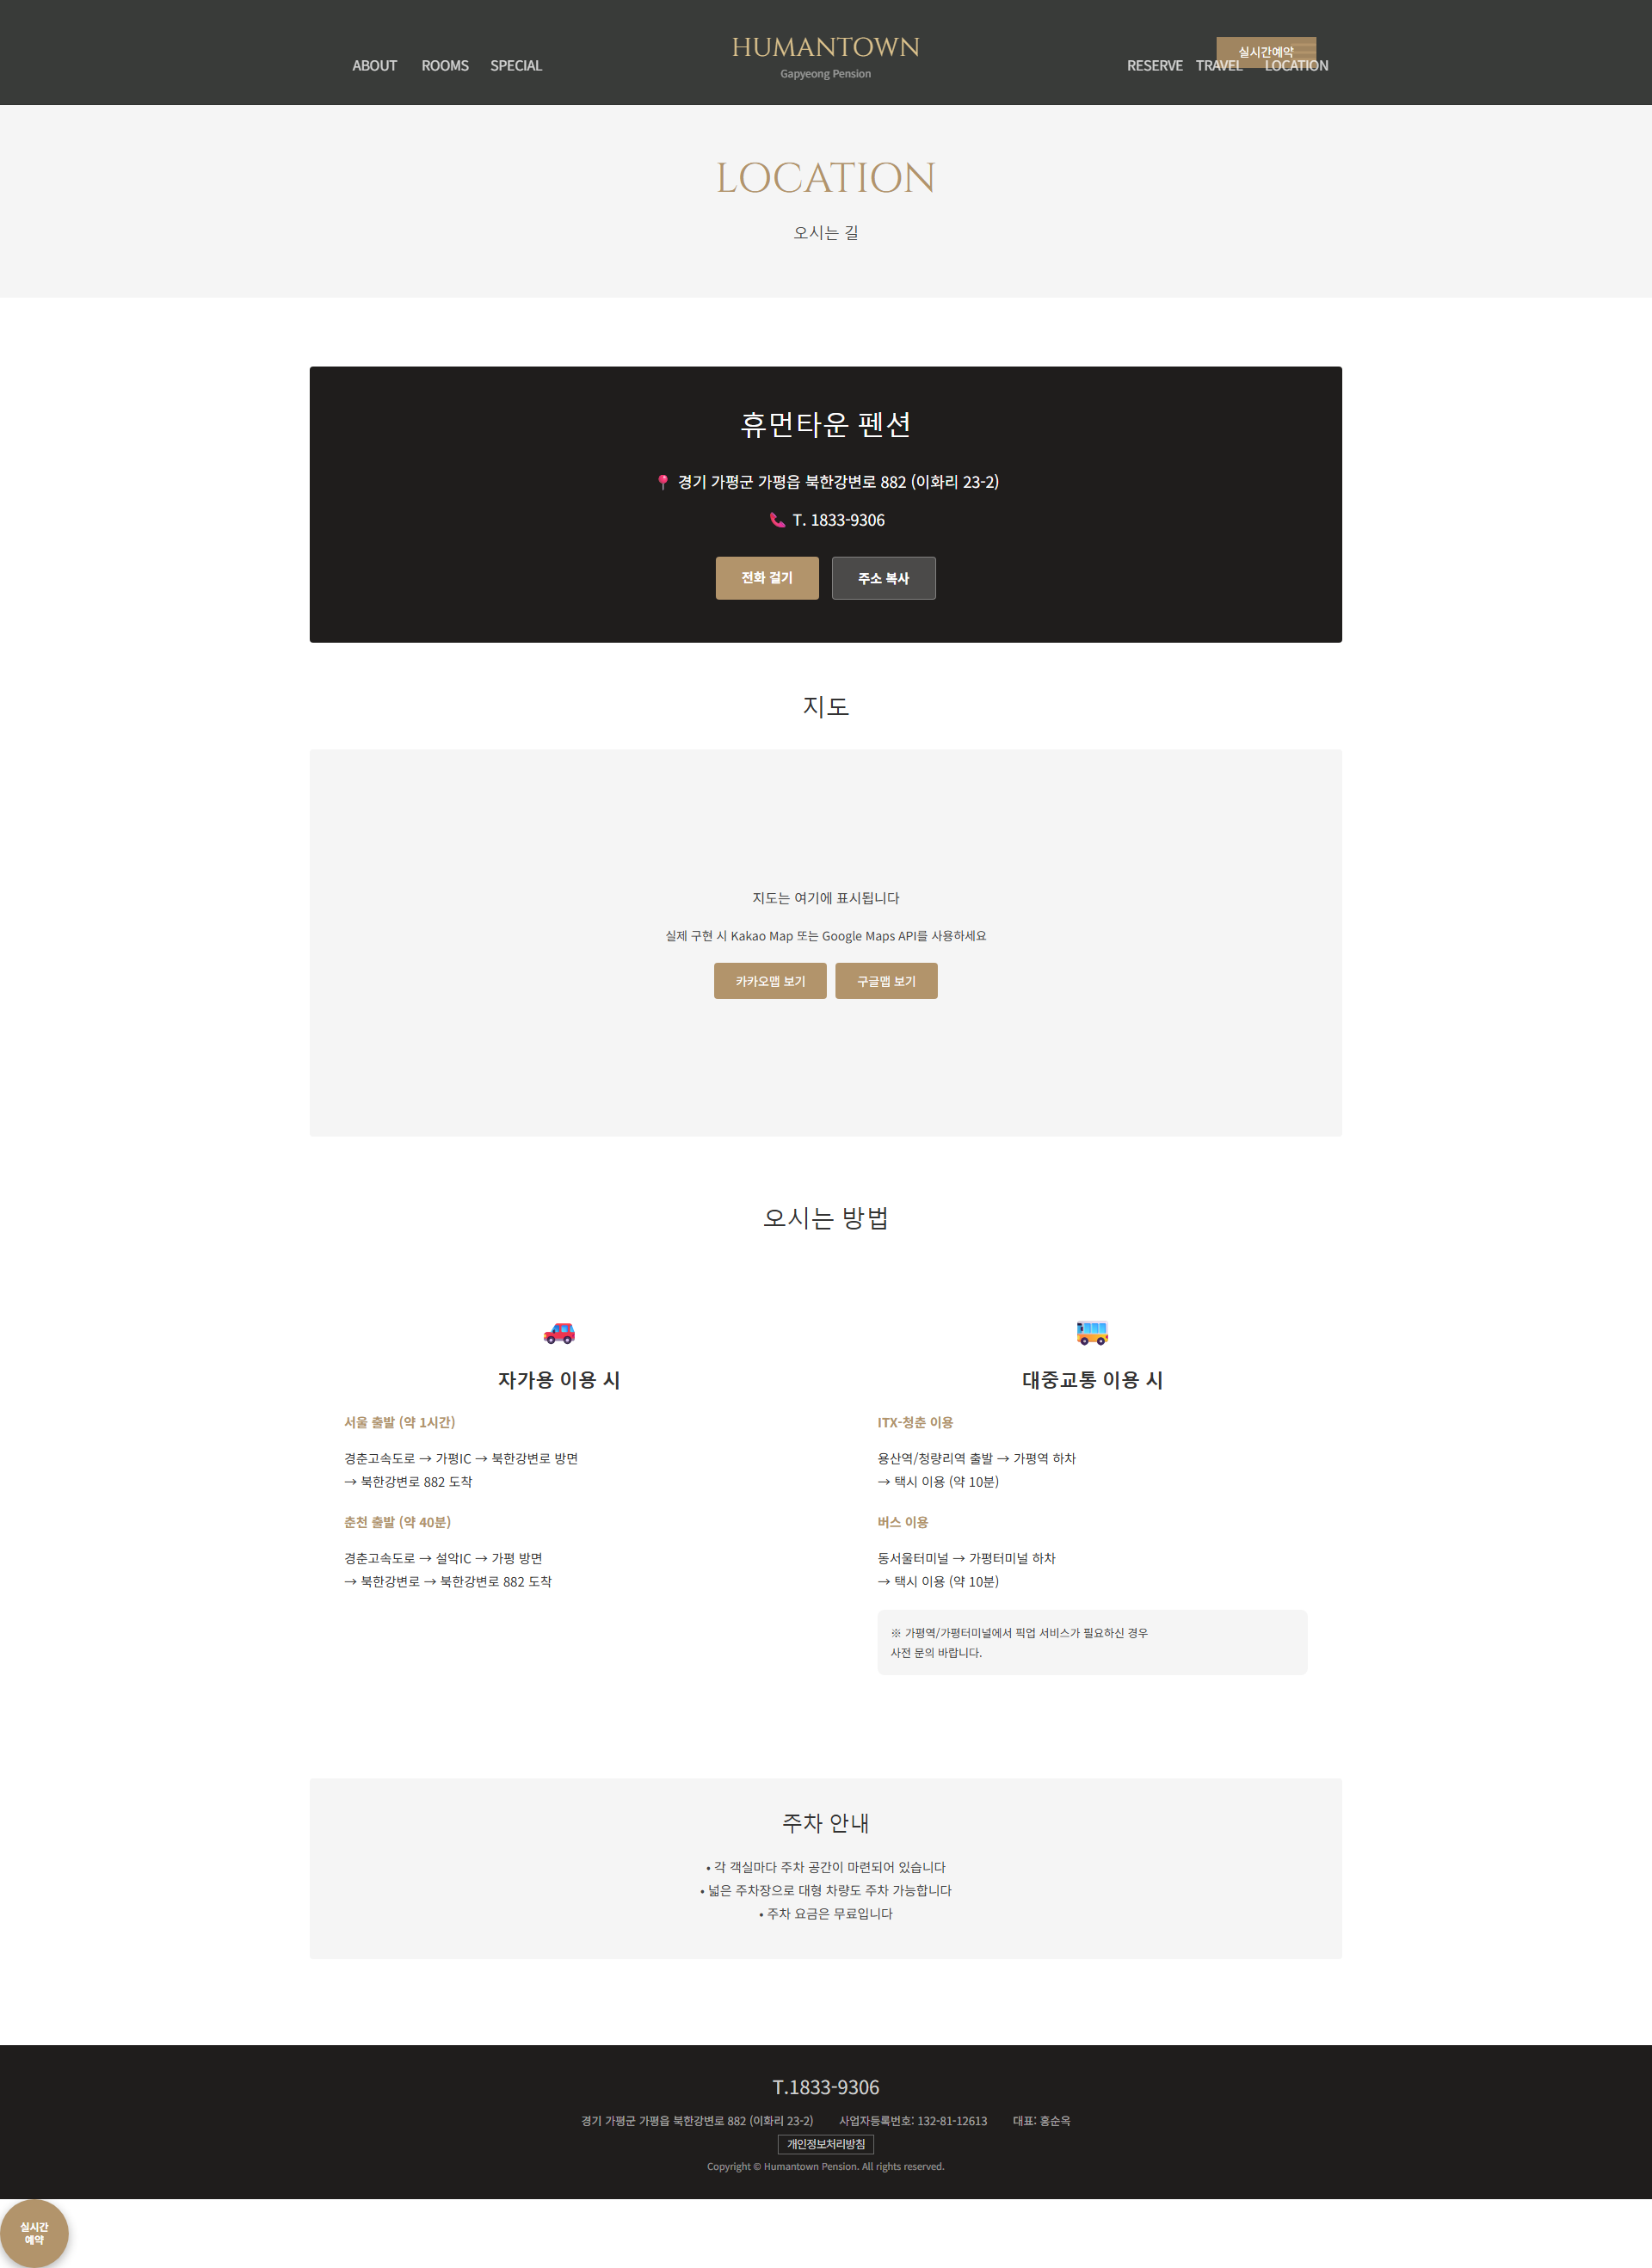 ABOUT ROOMS SPECIAL
HUMANTOWN
Gapyeong Pension
실시간예약
RESERVE TRAVEL LOCATION
LOCATION
오시는 길
휴먼타운 펜션
📍 경기 가평군 가평읍 북한강변로 882 (이화리 23-2)
📞 T. 1833-9306
전화 걸기 주소 복사
지도
지도는 여기에 표시됩니다
실제 구현 시 Kakao Map 또는 Google Maps API를 사용하세요
카카오맵 보기 구글맵 보기
오시는 방법
자가용 이용 시
서울 출발 (약 1시간)
경춘고속도로 → 가평IC → 북한강변로 방면
→ 북한강변로 882 도착
춘천 출발 (약 40분)
경춘고속도로 → 설악IC → 가평 방면
→ 북한강변로 → 북한강변로 882 도착
대중교통 이용 시
ITX-청춘 이용
용산역/청량리역 출발 → 가평역 하차
→ 택시 이용 (약 10분)
버스 이용
동서울터미널 → 가평터미널 하차
→ 택시 이용 (약 10분)
※ 가평역/가평터미널에서 픽업 서비스가 필요하신 경우
사전 문의 바랍니다.
주차 안내
• 각 객실마다 주차 공간이 마련되어 있습니다
• 넓은 주차장으로 대형 차량도 주차 가능합니다
• 주차 요금은 무료입니다
T.1833-9306
경기 가평군 가평읍 북한강변로 882 (이화리 23-2) 사업자등록번호: 132-81-12613 대표: 홍순옥
개인정보처리방침
Copyright © Humantown Pension. All rights reserved.
실시간
예약